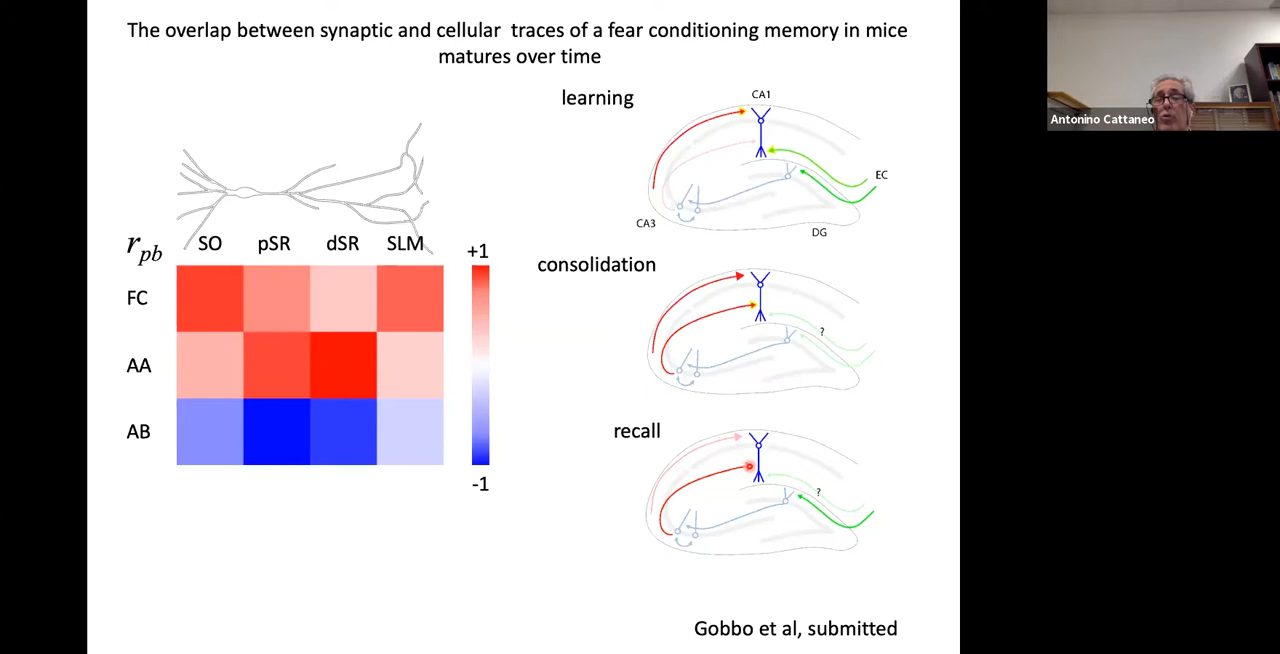 The overlap between synaptic and cellular traces of a fear conditioning memory in mice
matures over time
Antonino Cattaneo
learning
CA1
EC
CA3
DG
rpb
SO
pSR
dSR
SLM
+1
FC
AA
AB
-1
consolidation
?
recall
?
Gobbo et al, submitted